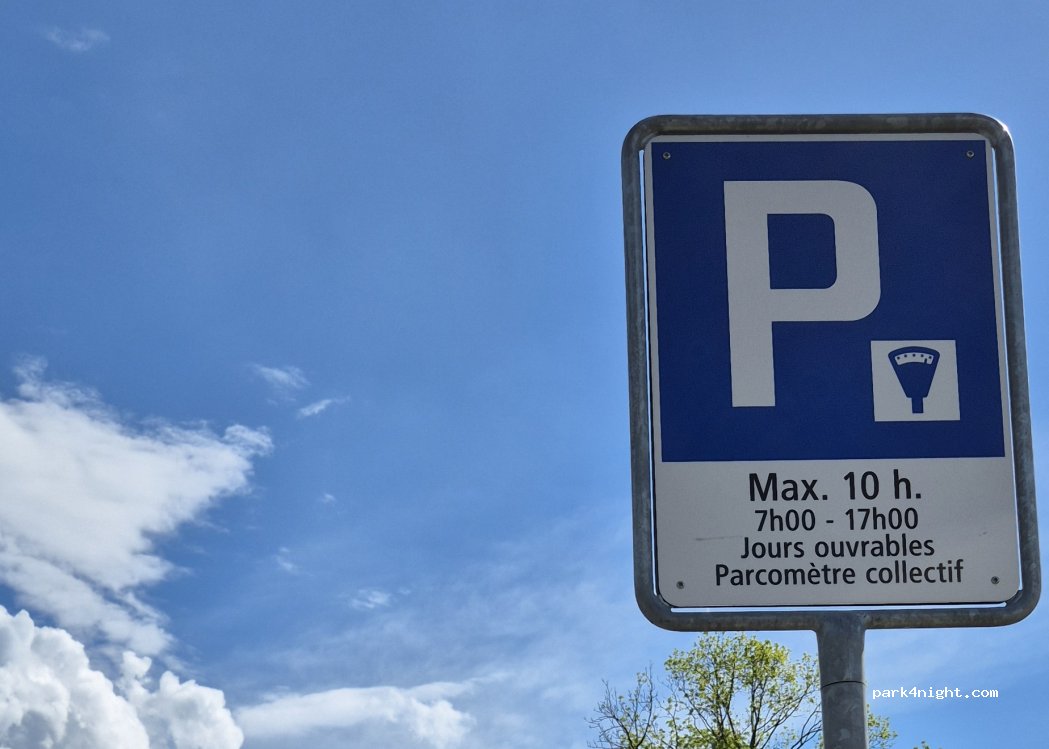 P
Max. 10 h.
7h00 - 17h00
Jours ouvrables
Parcomètre collectif
park4night.com